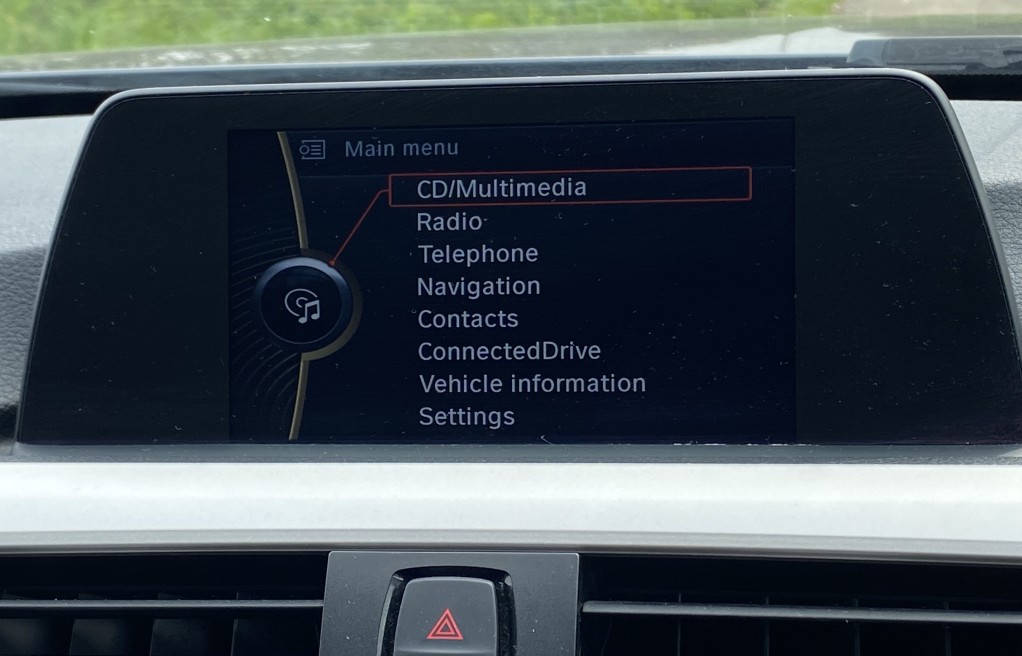 Main menu
CD/Multimedia
Radio
Telephone
Navigation
Contacts
ConnectedDrive
Vehicle information
Settings